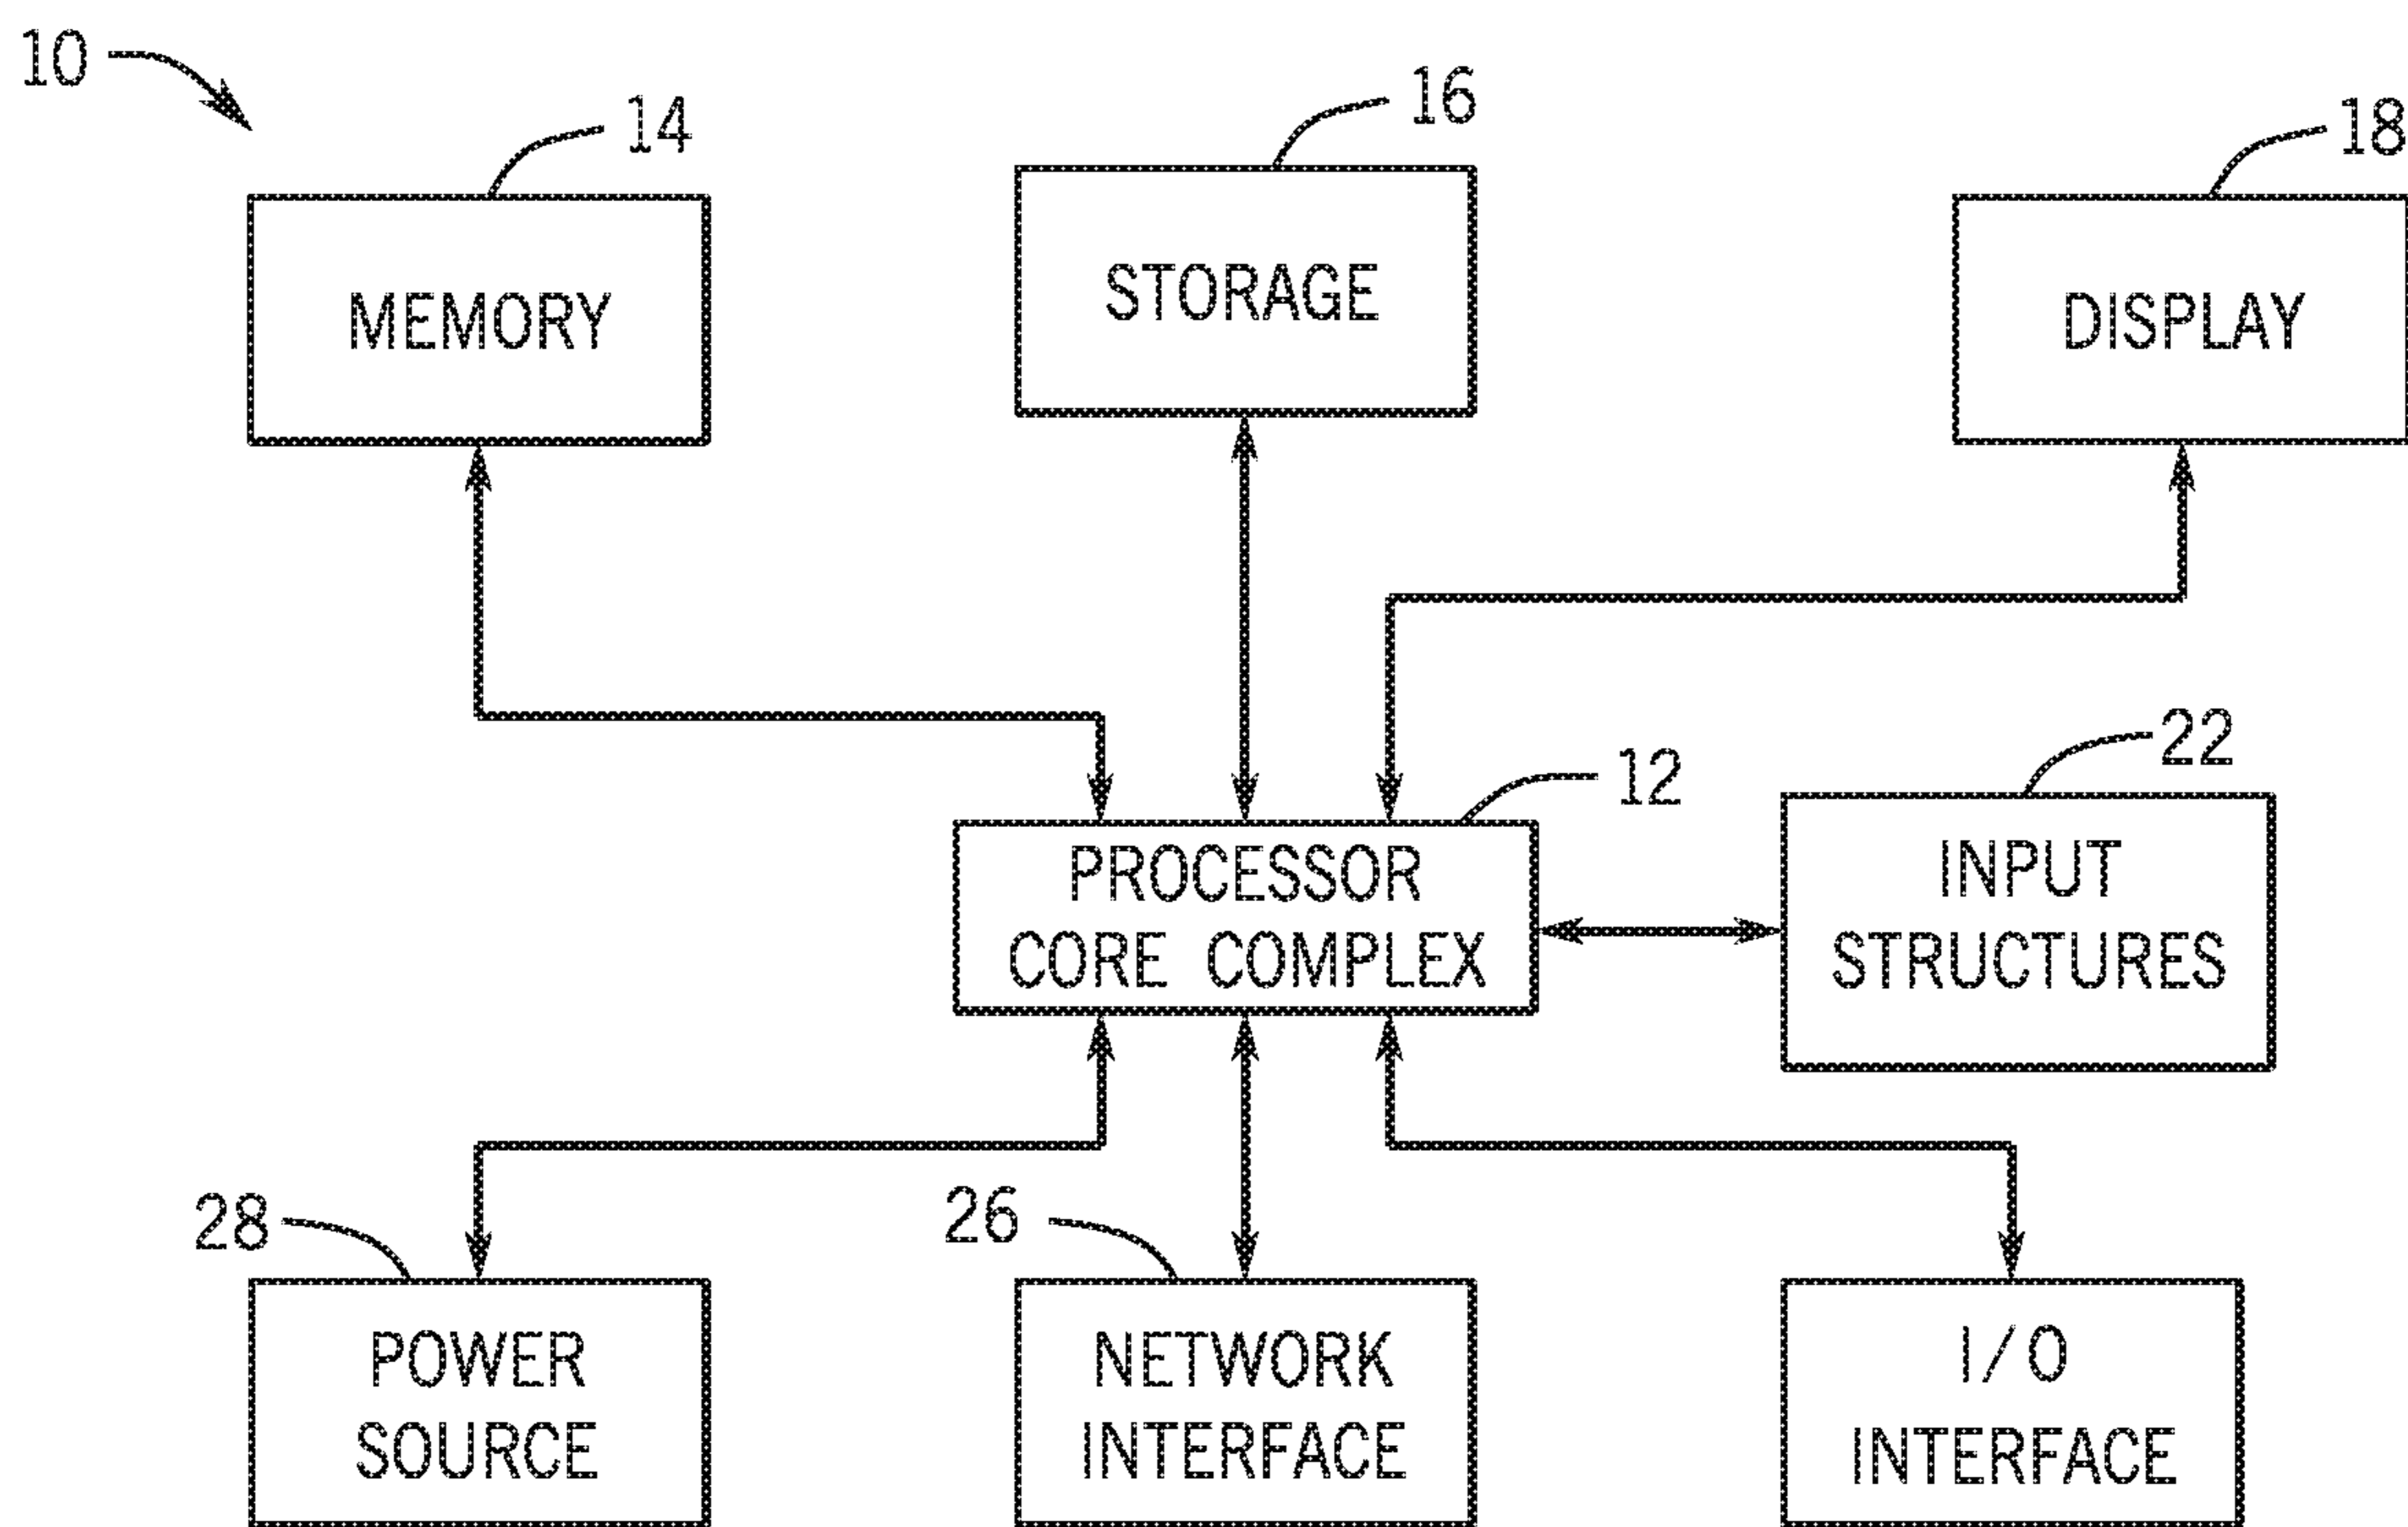 10
14
16
18
MEMORY
STORAGE
DISPLAY
12
22
PROCESSOR
CORE COMPLEX
INPUT
STRUCTURES
28
26
POWER
SOURCE
NETWORK
INTERFACE
I/O
INTERFACE